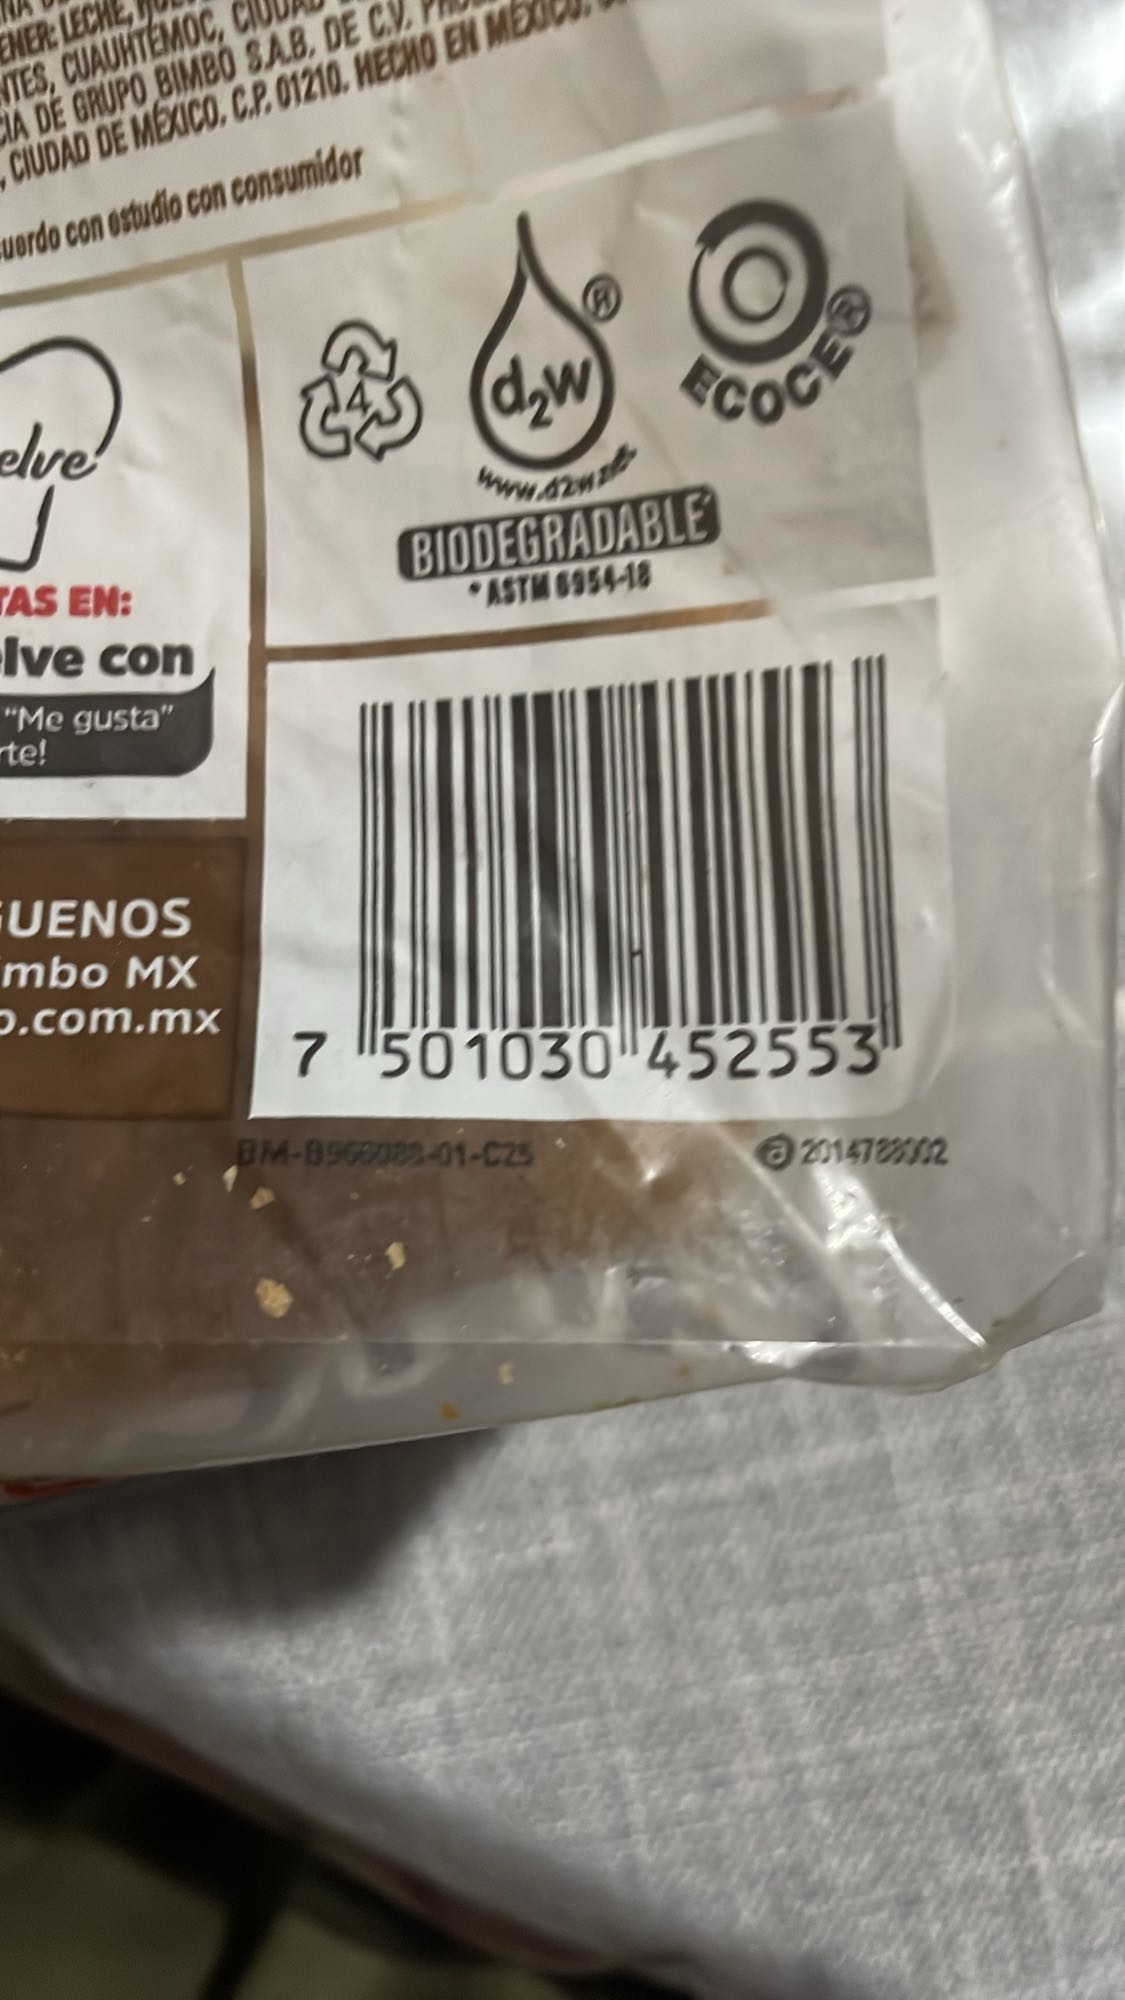 ENER: LECHE,
NTES, CUAUHTÉMOC, CIUDAD
CIA DE GRUPO BIMBO S.A.B. DE C.V.
, CIUDAD DE MÉXICO. C.P. 01210. HECHO EN MÉXICO.
uerdo con estudio con consumidor
elve
TAS EN:
elve con
"Me gusta"
rte!
GUENOS
imbo MX
o.com.mx
4
d2w®
www.d2w.net
ECOCE®
BIODEGRADABLE*
*ASTM 6954-18
7 501030 452553